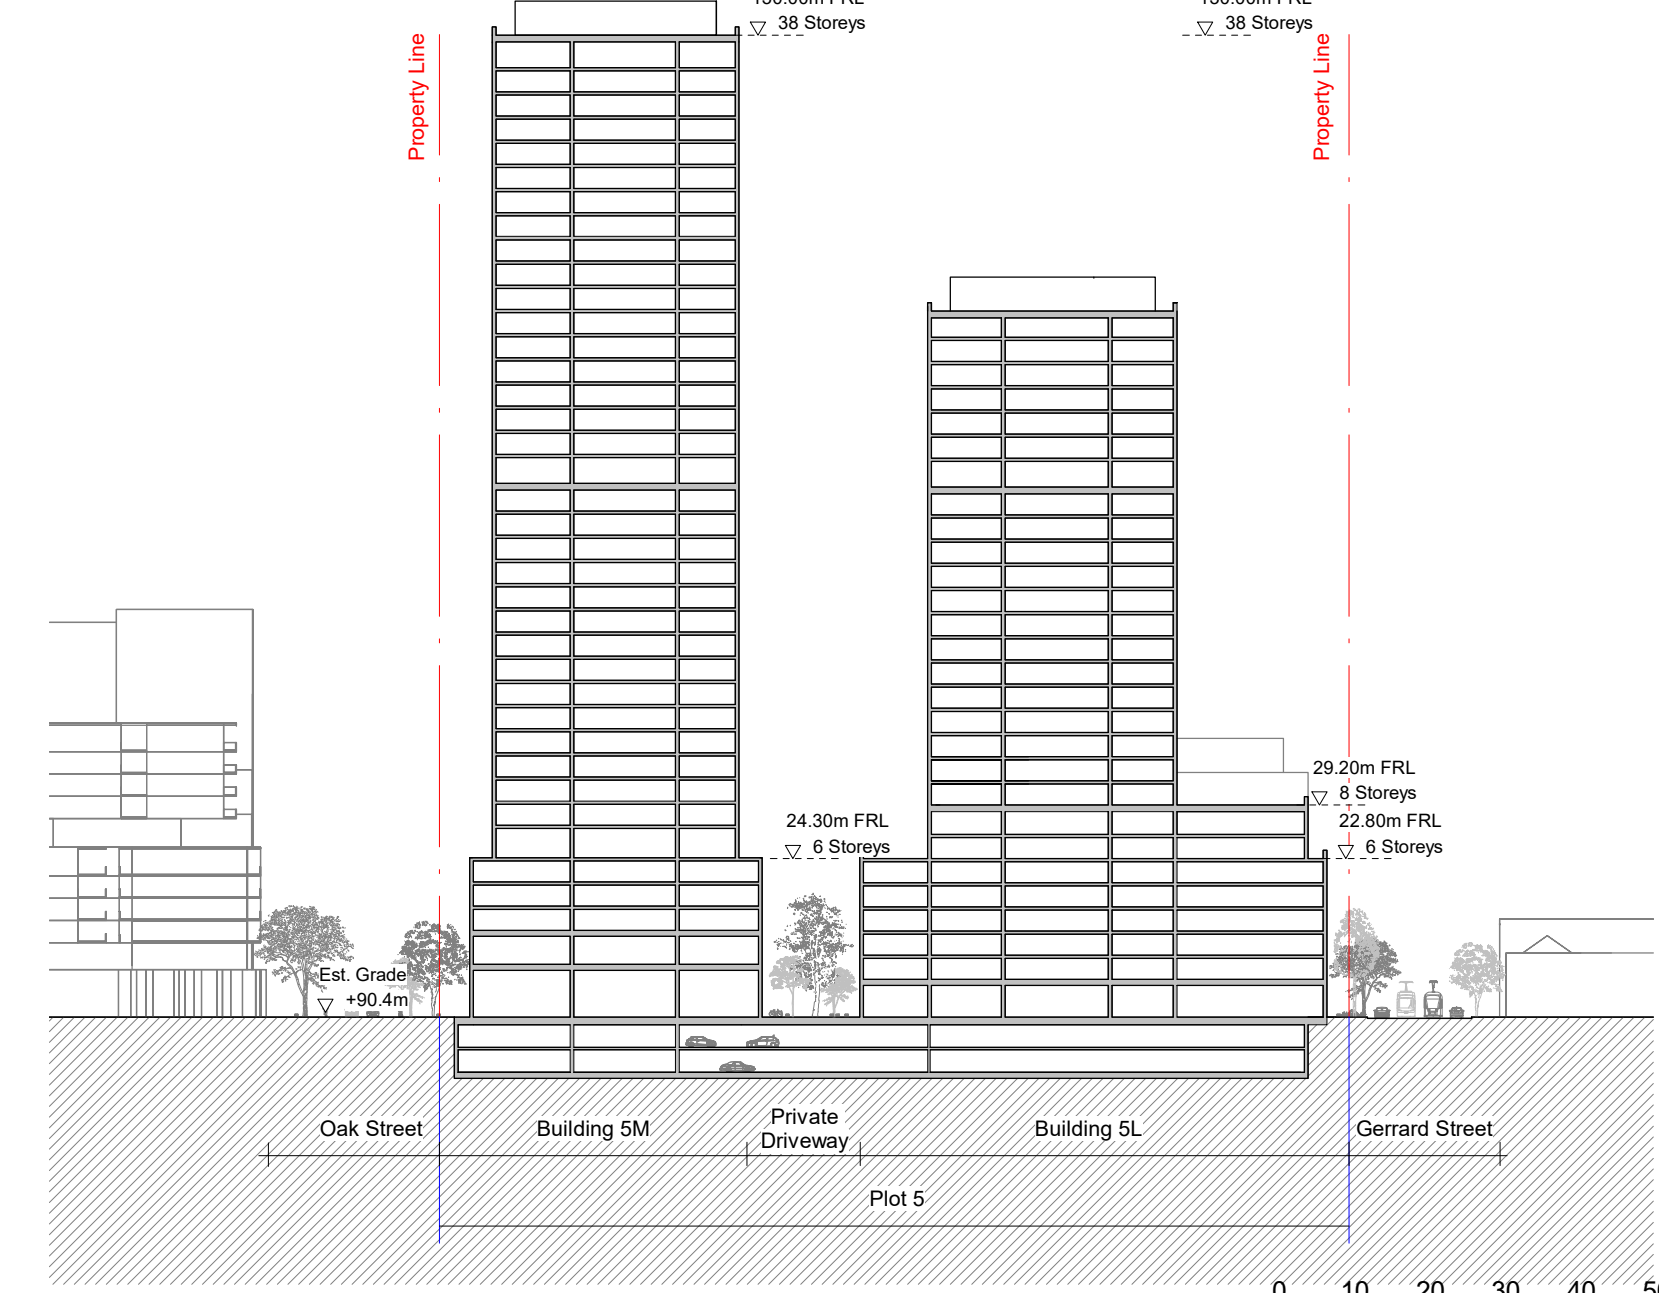 38 Storeys
38 Storeys
Property Line
Property Line
29.20m FRL
8 Storeys
24.30m FRL
6 Storeys
22.80m FRL
6 Storeys
Est. Grade
+90.4m
Oak Street
Building 5M
Private
Driveway
Building 5L
Gerrard Street
Plot 5
0 10 20 30 40